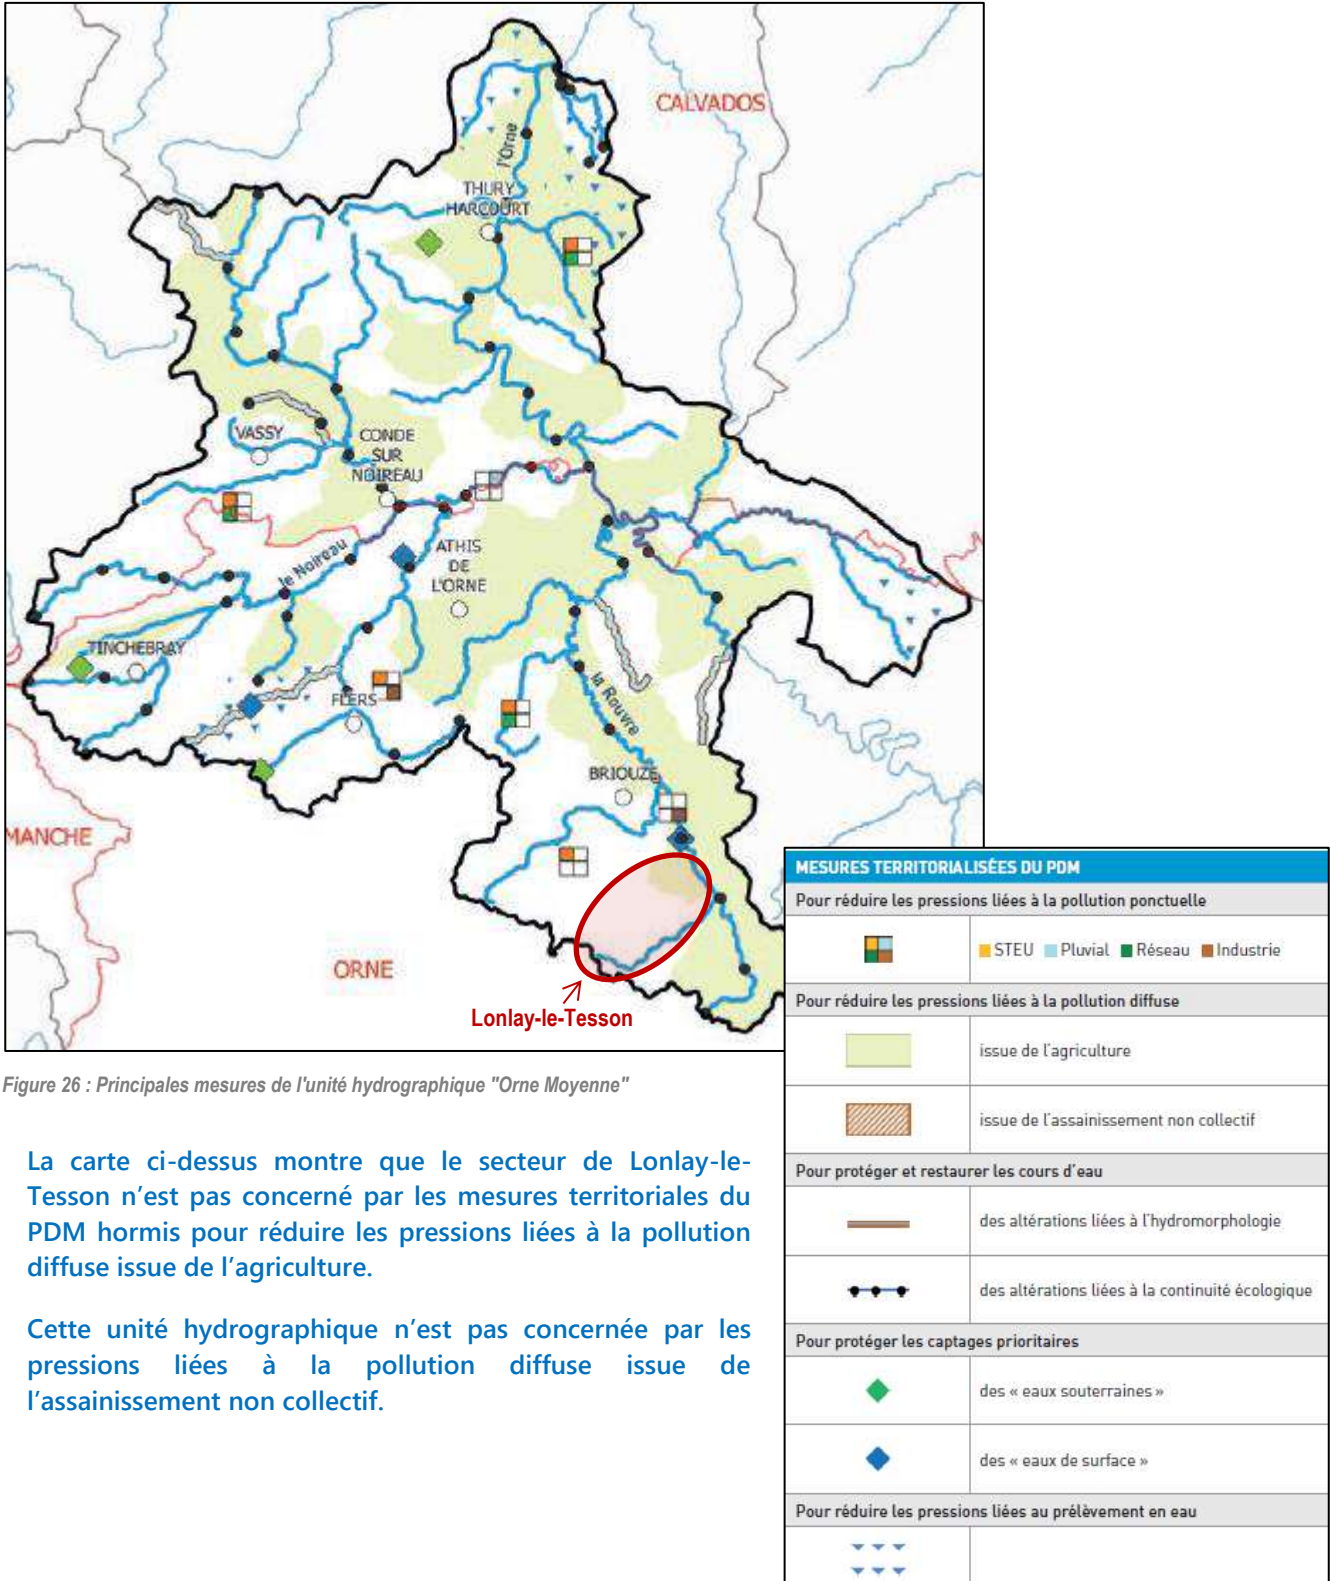 CALVADOS
l'Orne
THURY
HARCOURT
VASSY
CONDE
SUR
NOIREAU
le Noireau
ATHIS
DE
L'ORNE
TINCHEBRAY
FLERS
la Rouvre
BRIOUZE
MANCHE
ORNE
Lonlay-le-Tesson
Figure 26 : Principales mesures de l'unité hydrographique "Orne Moyenne"
La carte ci-dessus montre que le secteur de Lonlay-le-
Tesson n’est pas concerné par les mesures territoriales du
PDM hormis pour réduire les pressions liées à la pollution
diffuse issue de l’agriculture.
Cette unité hydrographique n’est pas concernée par les
pressions liées à la pollution diffuse issue de
l’assainissement non collectif.
MESURES TERRITORIALISÉES DU PDM
Pour réduire les pressions liées à la pollution ponctuelle
STEU Pluvial Réseau Industrie
Pour réduire les pressions liées à la pollution diffuse
issue de l’agriculture
issue de l’assainissement non collectif
Pour protéger et restaurer les cours d’eau
des altérations liées à l’hydromorphologie
des altérations liées à la continuité écologique
Pour protéger les captages prioritaires
des « eaux souterraines »
des « eaux de surface »
Pour réduire les pressions liées au prélèvement en eau